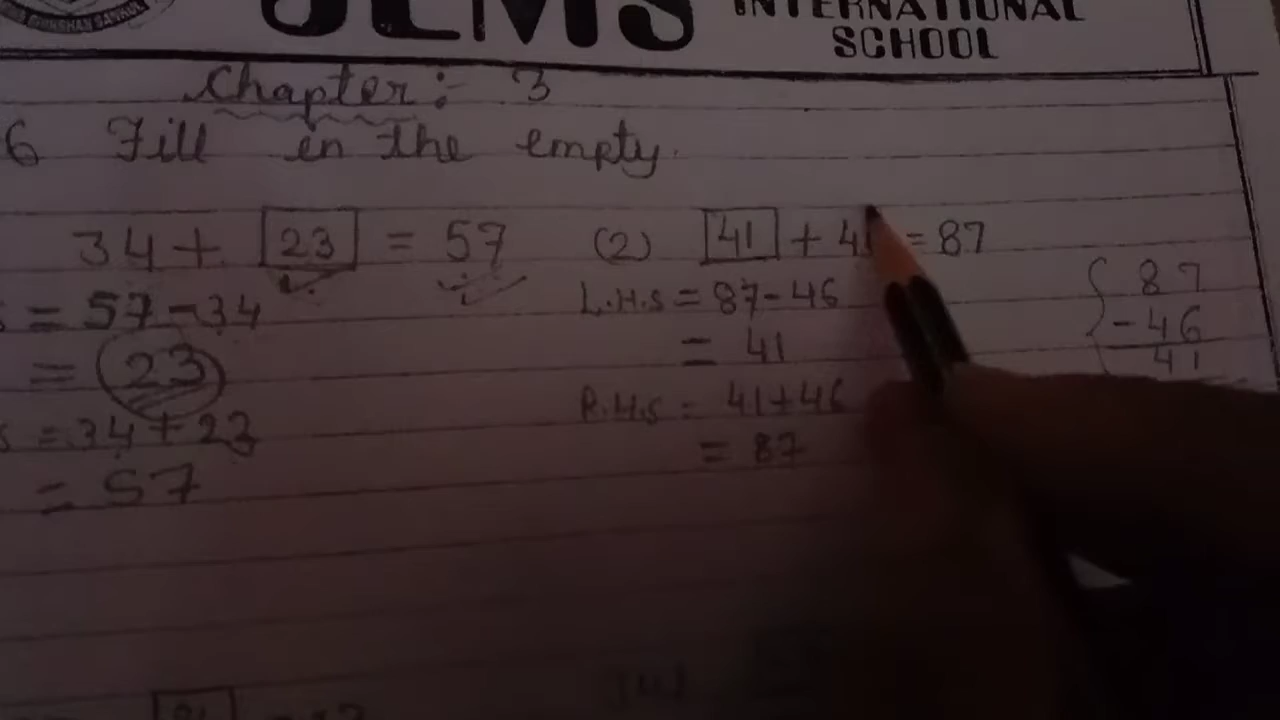 INTERNATIONAL
SCHOOL
Chapter: 3
6 Fill in the empty.
34 + 23 = 57
= 57-34
= 23
= 34+23
= 57
(2) 41 + 4 = 87
L.H.S = 87-46
= 41
R.H.S = 41+46
= 87
87
-46
41